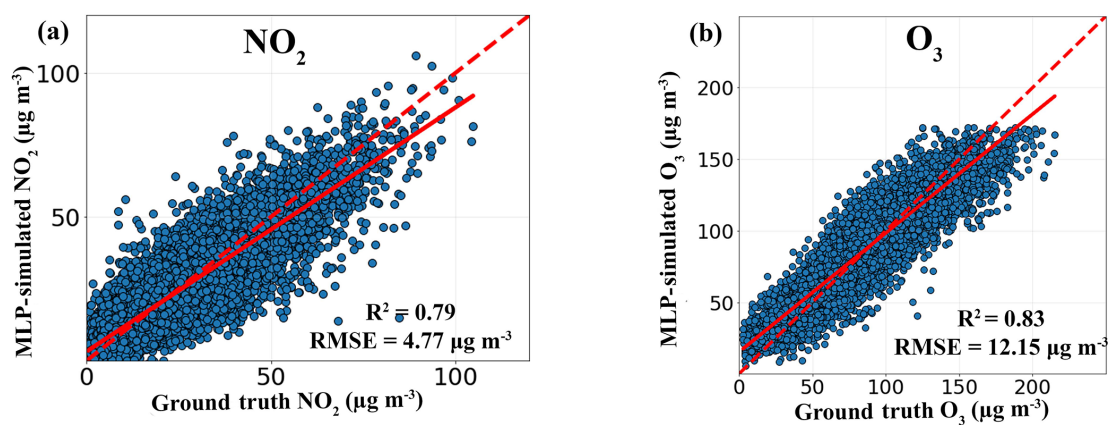 (a)
NO₂
MLP-simulated NO₂ (µg m⁻³)
100
50
0
50
100
R² = 0.79
RMSE = 4.77 µg m⁻³
Ground truth NO₂ (µg m⁻³)
(b)
O₃
MLP-simulated O₃ (µg m⁻³)
200
150
100
50
0
50
100
150
200
R² = 0.83
RMSE = 12.15 µg m⁻³
Ground truth O₃ (µg m⁻³)